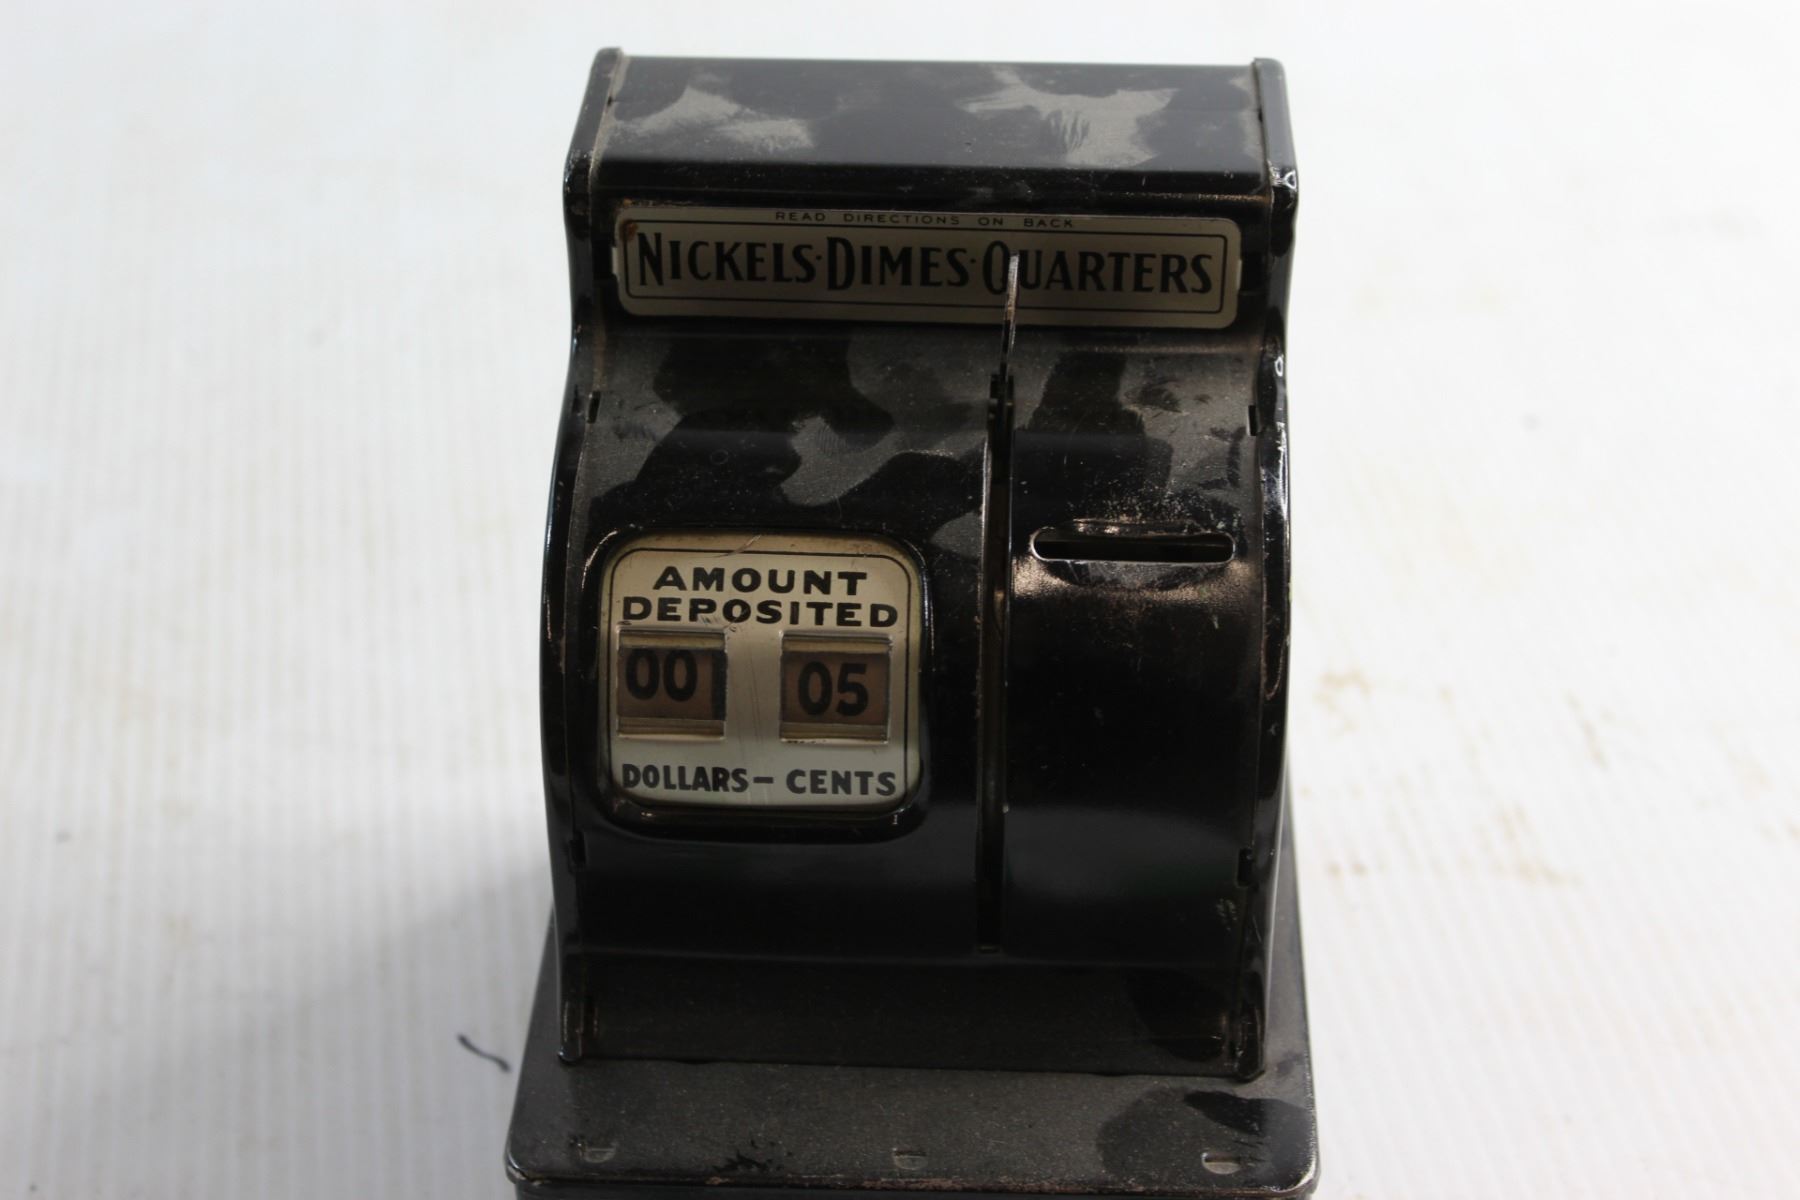 READ DIRECTIONS ON BACK
NICKELS·DIMES·QUARTERS
AMOUNT
DEPOSITED
00 05
DOLLARS–CENTS